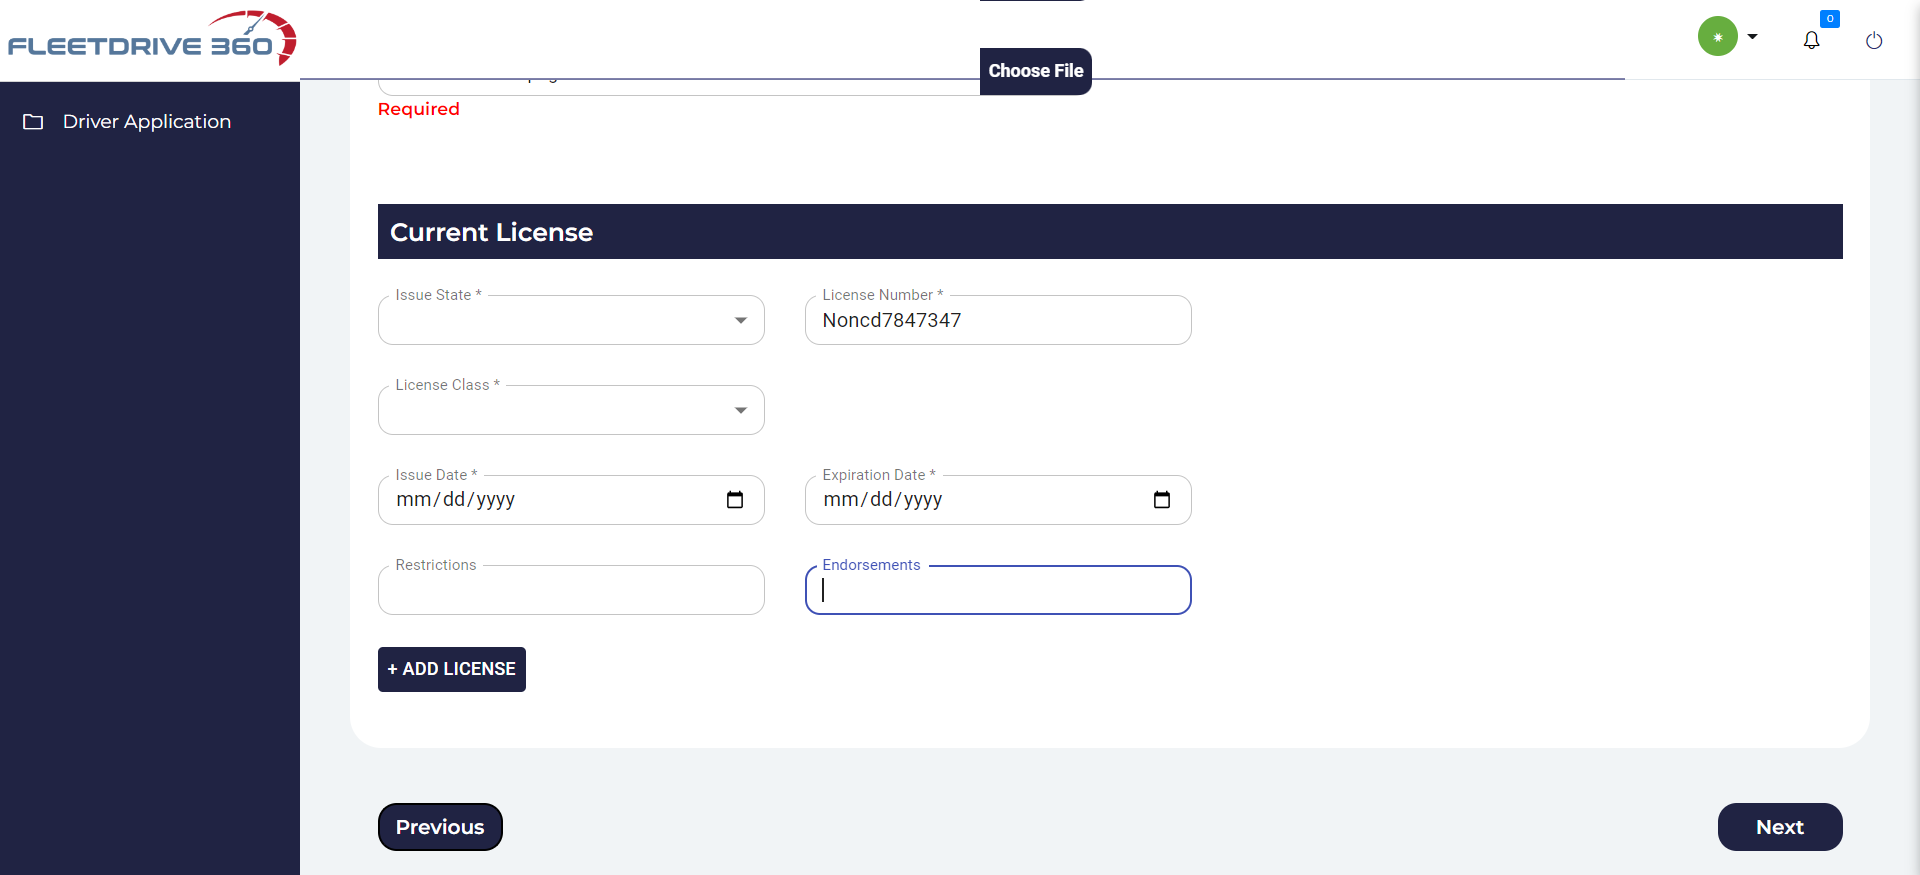 FLEETDRIVE 360
0
Choose File
Driver Application
Required
Current License
Issue State *
License Number *
Noncd7847347
License Class *
Issue Date *
Expiration Date *
mm/dd/yyyy
mm/dd/yyyy
Restrictions
Endorsements
+ ADD LICENSE
Previous
Next